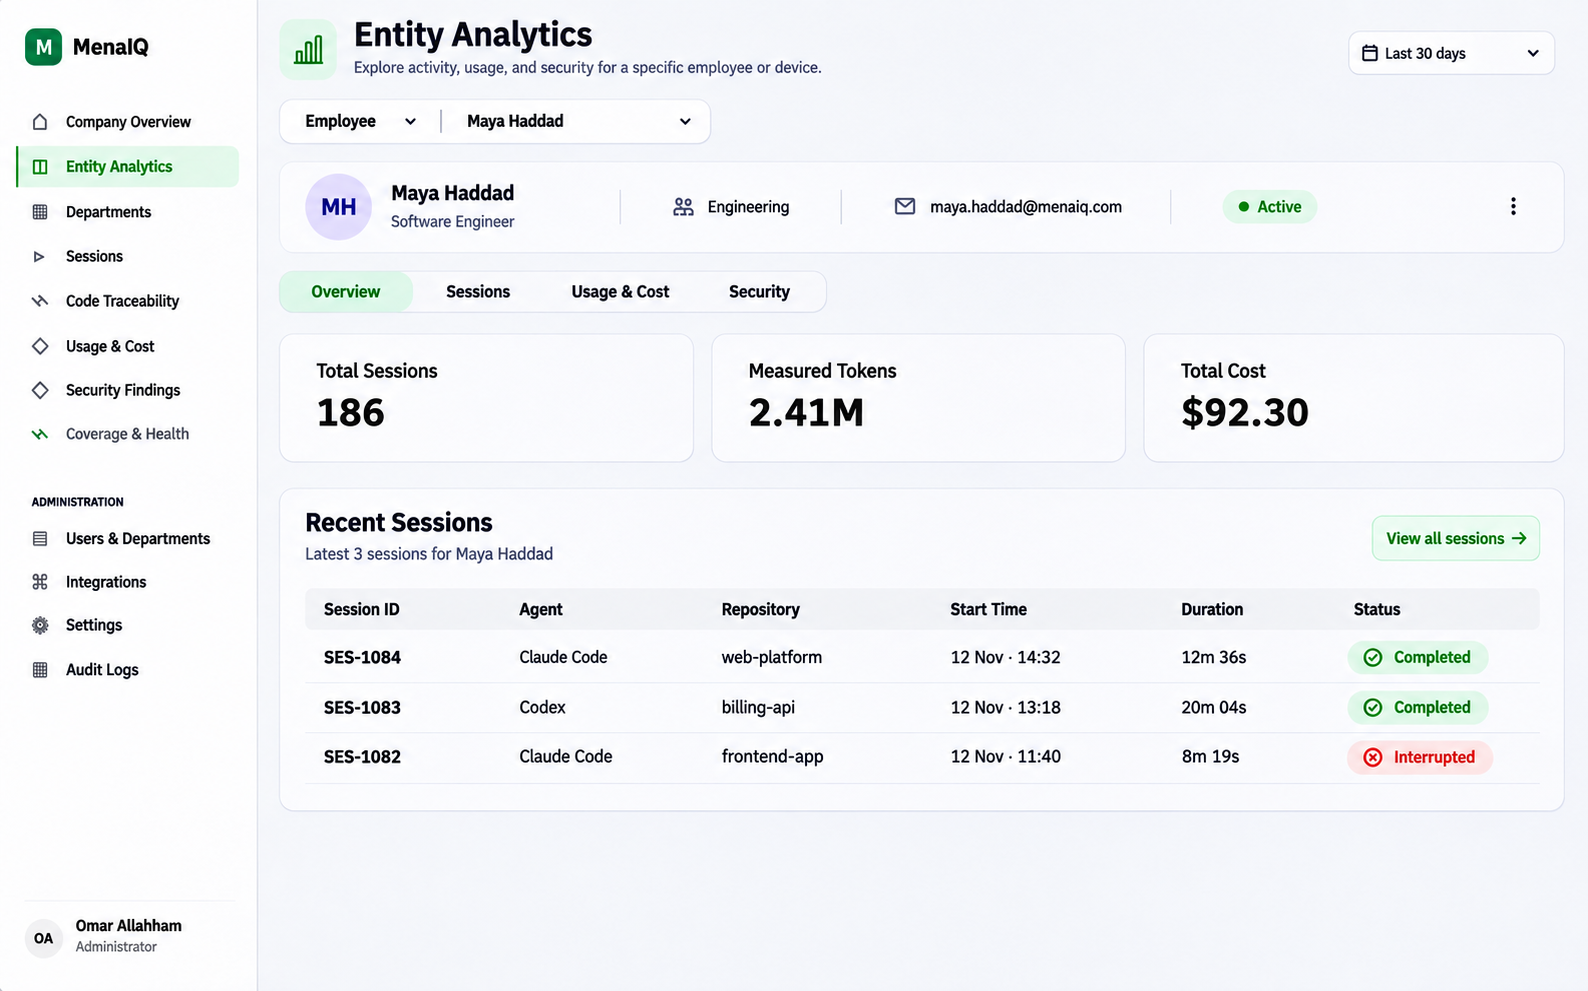 M MenaIQ
Company Overview
Entity Analytics
Departments
Sessions
Code Traceability
Usage & Cost
Security Findings
Coverage & Health
ADMINISTRATION
Users & Departments
Integrations
Settings
Audit Logs
OA
Omar Allahham
Administrator
Entity Analytics
Explore activity, usage, and security for a specific employee or device.
Last 30 days
Employee Maya Haddad
MH
Maya Haddad
Software Engineer
Engineering
maya.haddad@menaiq.com
Active
Overview Sessions Usage & Cost Security
Total Sessions
186
Measured Tokens
2.41M
Total Cost
$92.30
Recent Sessions
Latest 3 sessions for Maya Haddad
View all sessions →
Session ID Agent Repository Start Time Duration Status
SES-1084 Claude Code web-platform 12 Nov · 14:32 12m 36s Completed
SES-1083 Codex billing-api 12 Nov · 13:18 20m 04s Completed
SES-1082 Claude Code frontend-app 12 Nov · 11:40 8m 19s Interrupted